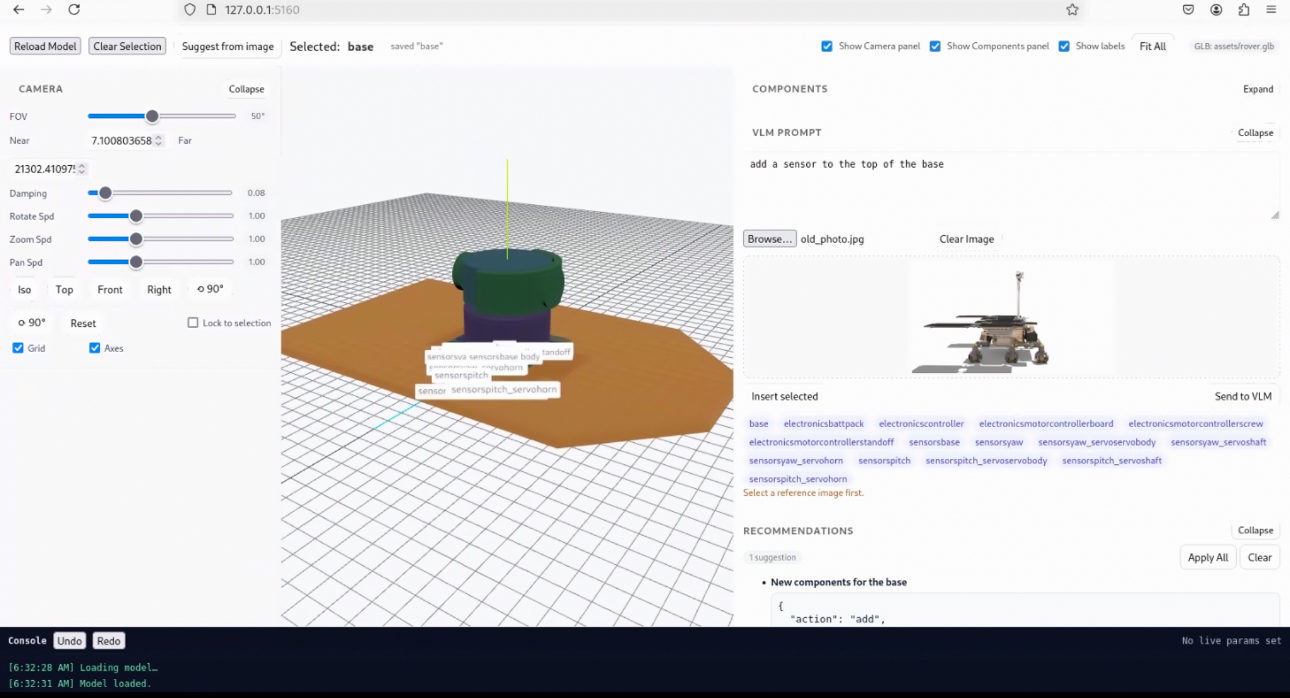 127.0.0.1:5160
Reload Model Clear Selection Suggest from image Selected: base saved "base" Show Camera panel Show Components panel Show labels Fit All GLB: assets/rover.glb
CAMERA Collapse
FOV 50°
Near 7.100803658 Far
21302.41097
Damping 0.08
Rotate Spd 1.00
Zoom Spd 1.00
Pan Spd 1.00
Iso Top Front Right ⟲ 90°
⟳ 90° Reset Lock to selection
Grid Axes
tandoff
sensorsbase body
sensorspitch
sensorspitch_servohorn
COMPONENTS Expand
VLM PROMPT Collapse
add a sensor to the top of the base
Browse... old_photo.jpg Clear Image
Insert selected Send to VLM
base electronicsbattpack electronicscontroller electronicsmotorcontrollerboard electronicsmotorcontrollerscrew
electronicsmotorcontrollerstandoff sensorsbase sensorsyaw sensorsyaw_servoservobody sensorsyaw_servoshaft
sensorsyaw_servohorn sensorspitch sensorspitch_servoservobody sensorspitch_servoshaft
sensorspitch_servohorn
Select a reference image first.
RECOMMENDATIONS Collapse
1 suggestion Apply All Clear
• New components for the base
{
"action": "add",
Console Undo Redo No live params set
[6:32:28 AM] Loading model…
[6:32:31 AM] Model loaded.